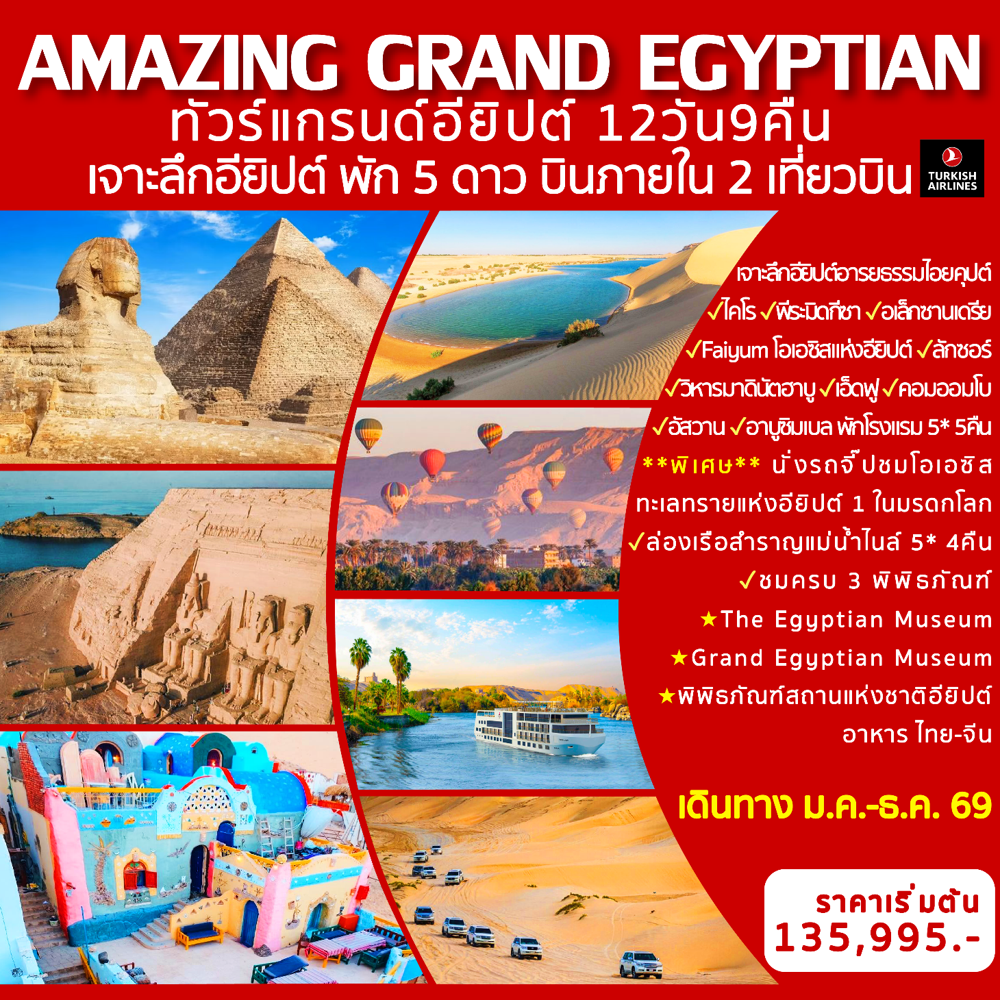 AMAZING GRAND EGYPTIAN
ทัวร์แกรนด์อียิปต์ 12วัน9คืน
เจาะลึกอียิปต์ พัก 5 ดาว บินภายใน 2 เที่ยวบิน
TURKISH
AIRLINES
เจาะลึกอียิปต์อารยธรรมไอยคุปต์
✓ไคโร ✓พีระมิดกีซา ✓อเล็กซานเดรีย
✓Faiyum โอเอซิสแห่งอียิปต์ ✓ลักซอร์
✓วิหารมาดินัตฮาบู ✓เอ็ดฟู ✓คอมออมโบ
✓อัสวาน ✓อาบูซิมเบล พักโรงแรม 5* 5คืน
**พิเศษ** นั่งรถจี๊ปชมโอเอซิส
ทะเลทรายแห่งอียิปต์ 1 ในมรดกโลก
✓ล่องเรือสำราญแม่น้ำไนล์ 5* 4คืน
✓ชมครบ 3 พิพิธภัณฑ์
★The Egyptian Museum
★Grand Egyptian Museum
★พิพิธภัณฑ์สถานแห่งชาติอียิปต์
อาหาร ไทย-จีน
เดินทาง ม.ค.-ธ.ค. 69
ราคาเริ่มต้น
135,995.-